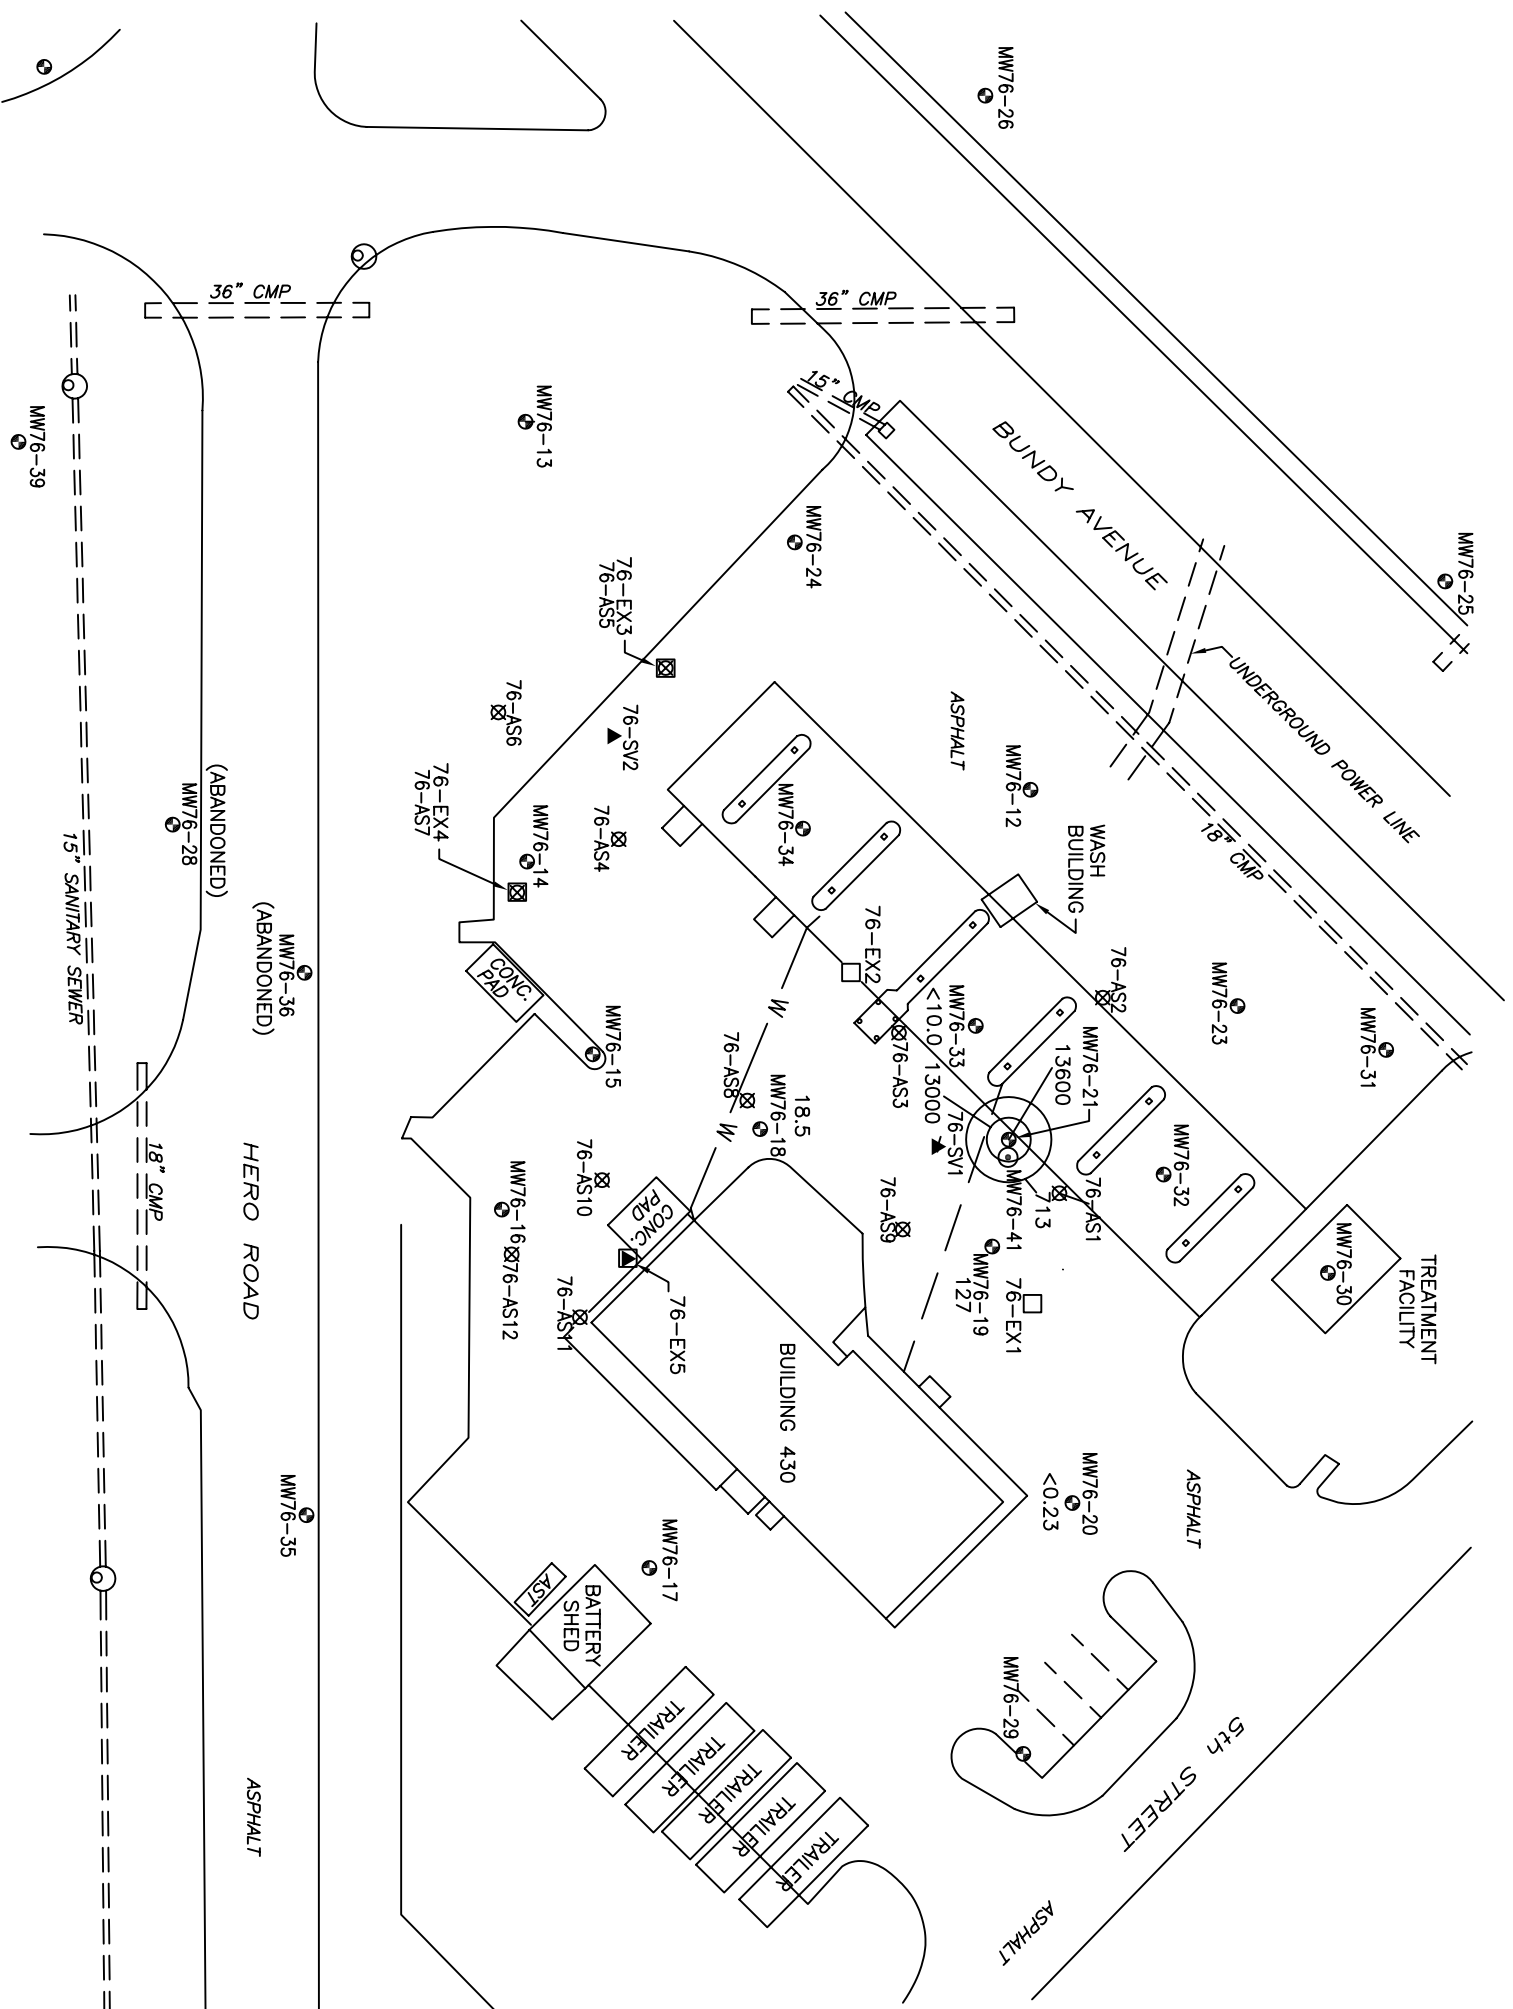 MW76-26
MW76-25
36" CMP
36" CMP
15" CMP
BUNDY AVENUE
MW76-39
MW76-13
MW76-24
UNDERGROUND POWER LINE
18" CMP
76-EX3
76-AS5
76-AS6
76-SV2
ASPHALT
MW76-12
WASH
BUILDING
76-EX4
76-AS7
MW76-14
76-AS4
MW76-34
(ABANDONED)
MW76-28
15" SANITARY SEWER
MW76-36
(ABANDONED)
CONC.
PAD
MW76-15
76-EX2
76-AS2
MW76-23
MW76-31
MW76-33
<10.0
76-AS3
MW76-21
13600
13000
76-SV1
W
W
76-AS8
18.5
MW76-18
MW76-32
76-AS1
713
MW76-41
76-AS9
MW76-19
127
76-EX1
MW76-30
TREATMENT
FACILITY
18" CMP
HERO ROAD
76-AS10
MW76-16
76-AS12
76-AS11
CONC.
PAD
76-EX5
BUILDING 430
MW76-20
<0.23
ASPHALT
MW76-35
MW76-17
AST
BATTERY
SHED
MW76-29
5th STREET
TRAILER
TRAILER
TRAILER
TRAILER
TRAILER
ASPHALT
ASPHALT